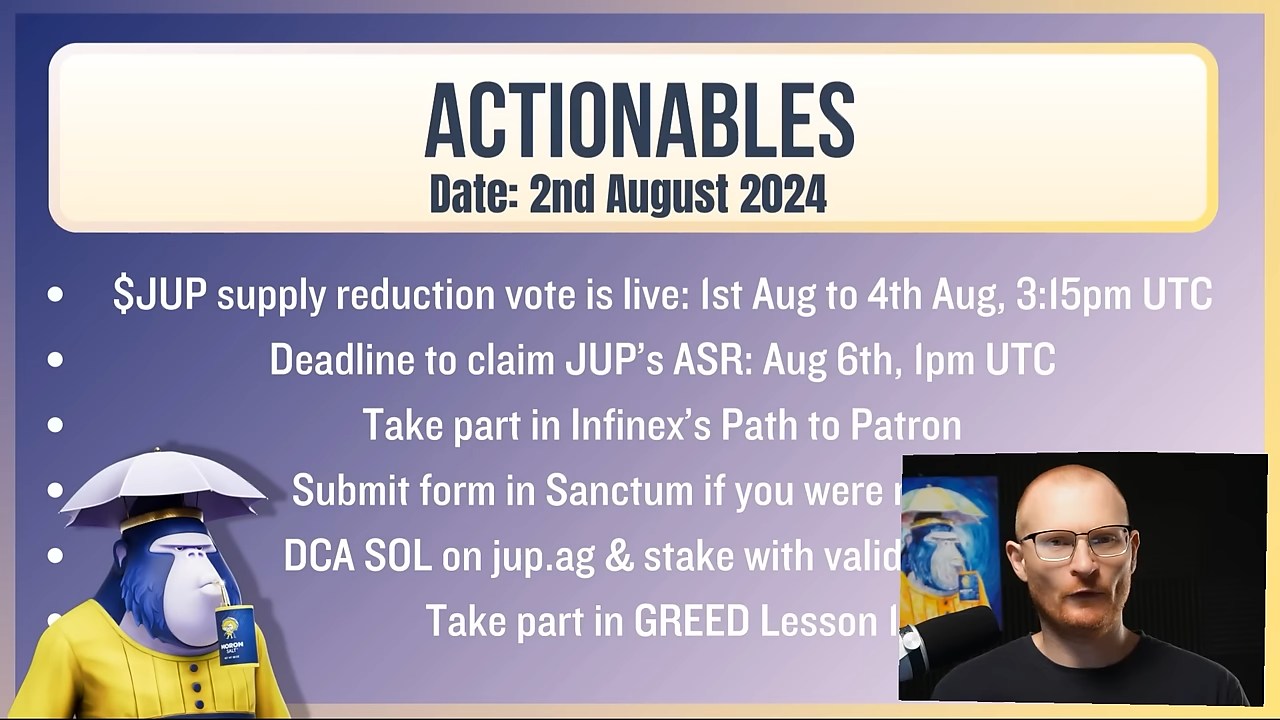 ACTIONABLES
Date: 2nd August 2024
• $JUP supply reduction vote is live: 1st Aug to 4th Aug, 3:15pm UTC
• Deadline to claim JUP’s ASR: Aug 6th, 1pm UTC
• Take part in Infinex’s Path to Patron
• Submit form in Sanctum if you were
• DCA SOL on jup.ag & stake with
• Take part in GREED Lesson
MORON
SALT